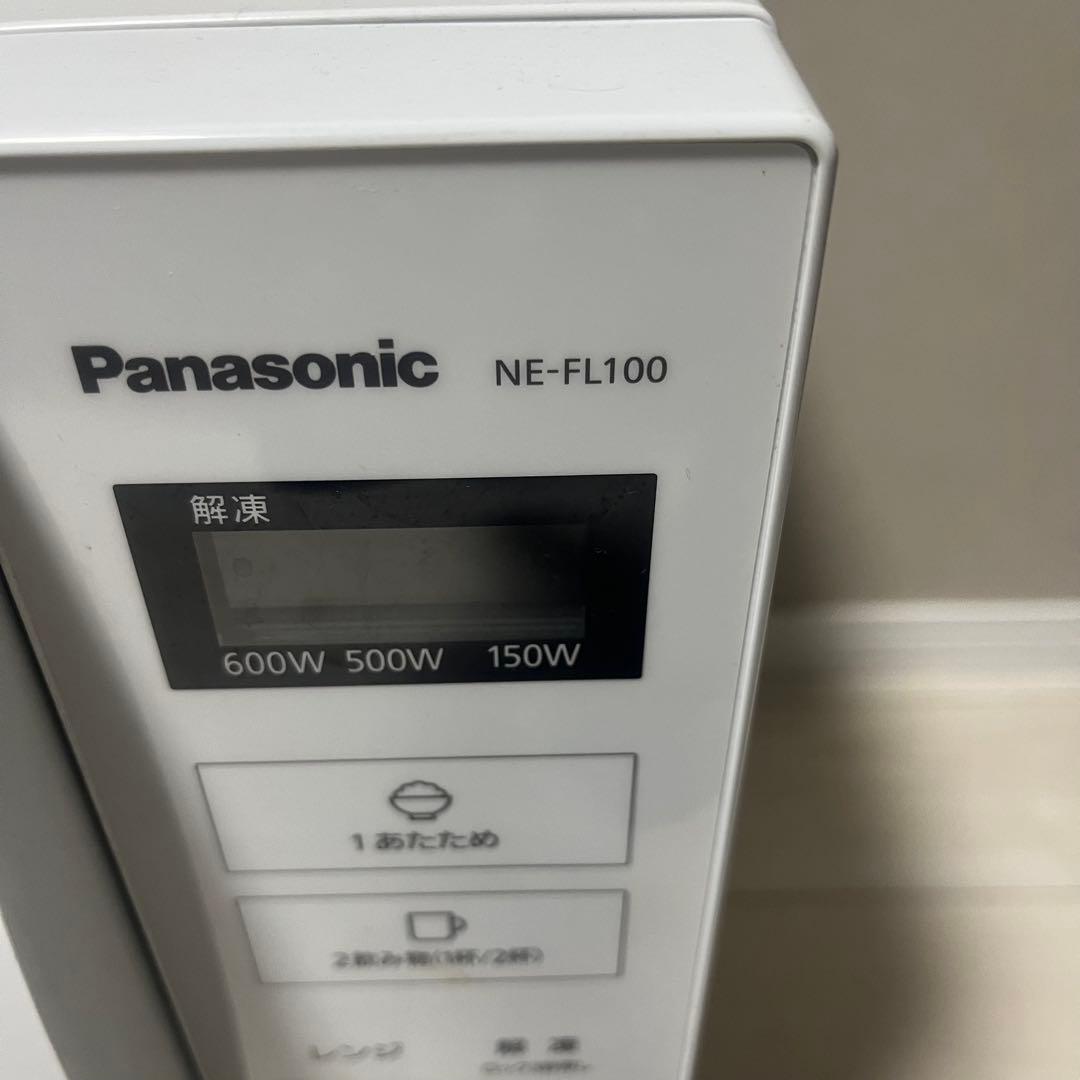 Panasonic NE-FL100
解凍
600W 500W 150W
1 あたため
2 飲み物(1杯/2杯)
レンジ 解凍